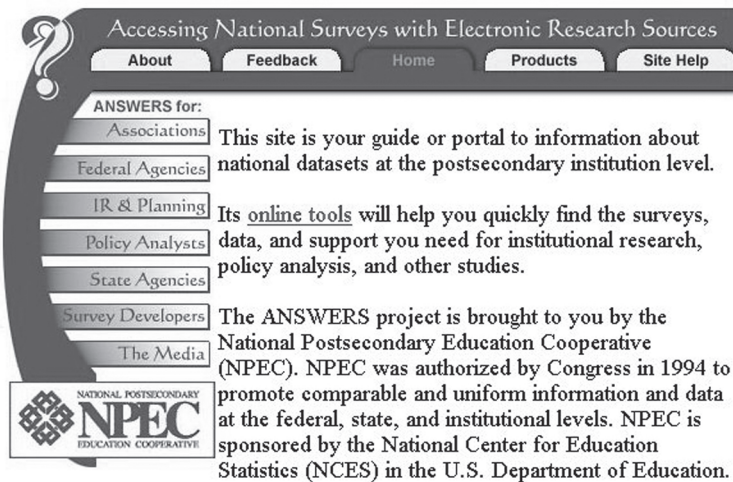 Accessing National Surveys with Electronic Research Sources
About Feedback Home Products Site Help
ANSWERS for:
Associations
Federal Agencies
IR & Planning
Policy Analysts
State Agencies
Survey Developers
The Media
NATIONAL POSTSECONDARY
NPEC
EDUCATION COOPERATIVE
This site is your guide or portal to information about
national datasets at the postsecondary institution level.
Its online tools will help you quickly find the surveys,
data, and support you need for institutional research,
policy analysis, and other studies.
The ANSWERS project is brought to you by the
National Postsecondary Education Cooperative
(NPEC). NPEC was authorized by Congress in 1994 to
promote comparable and uniform information and data
at the federal, state, and institutional levels. NPEC is
sponsored by the National Center for Education
Statistics (NCES) in the U.S. Department of Education.